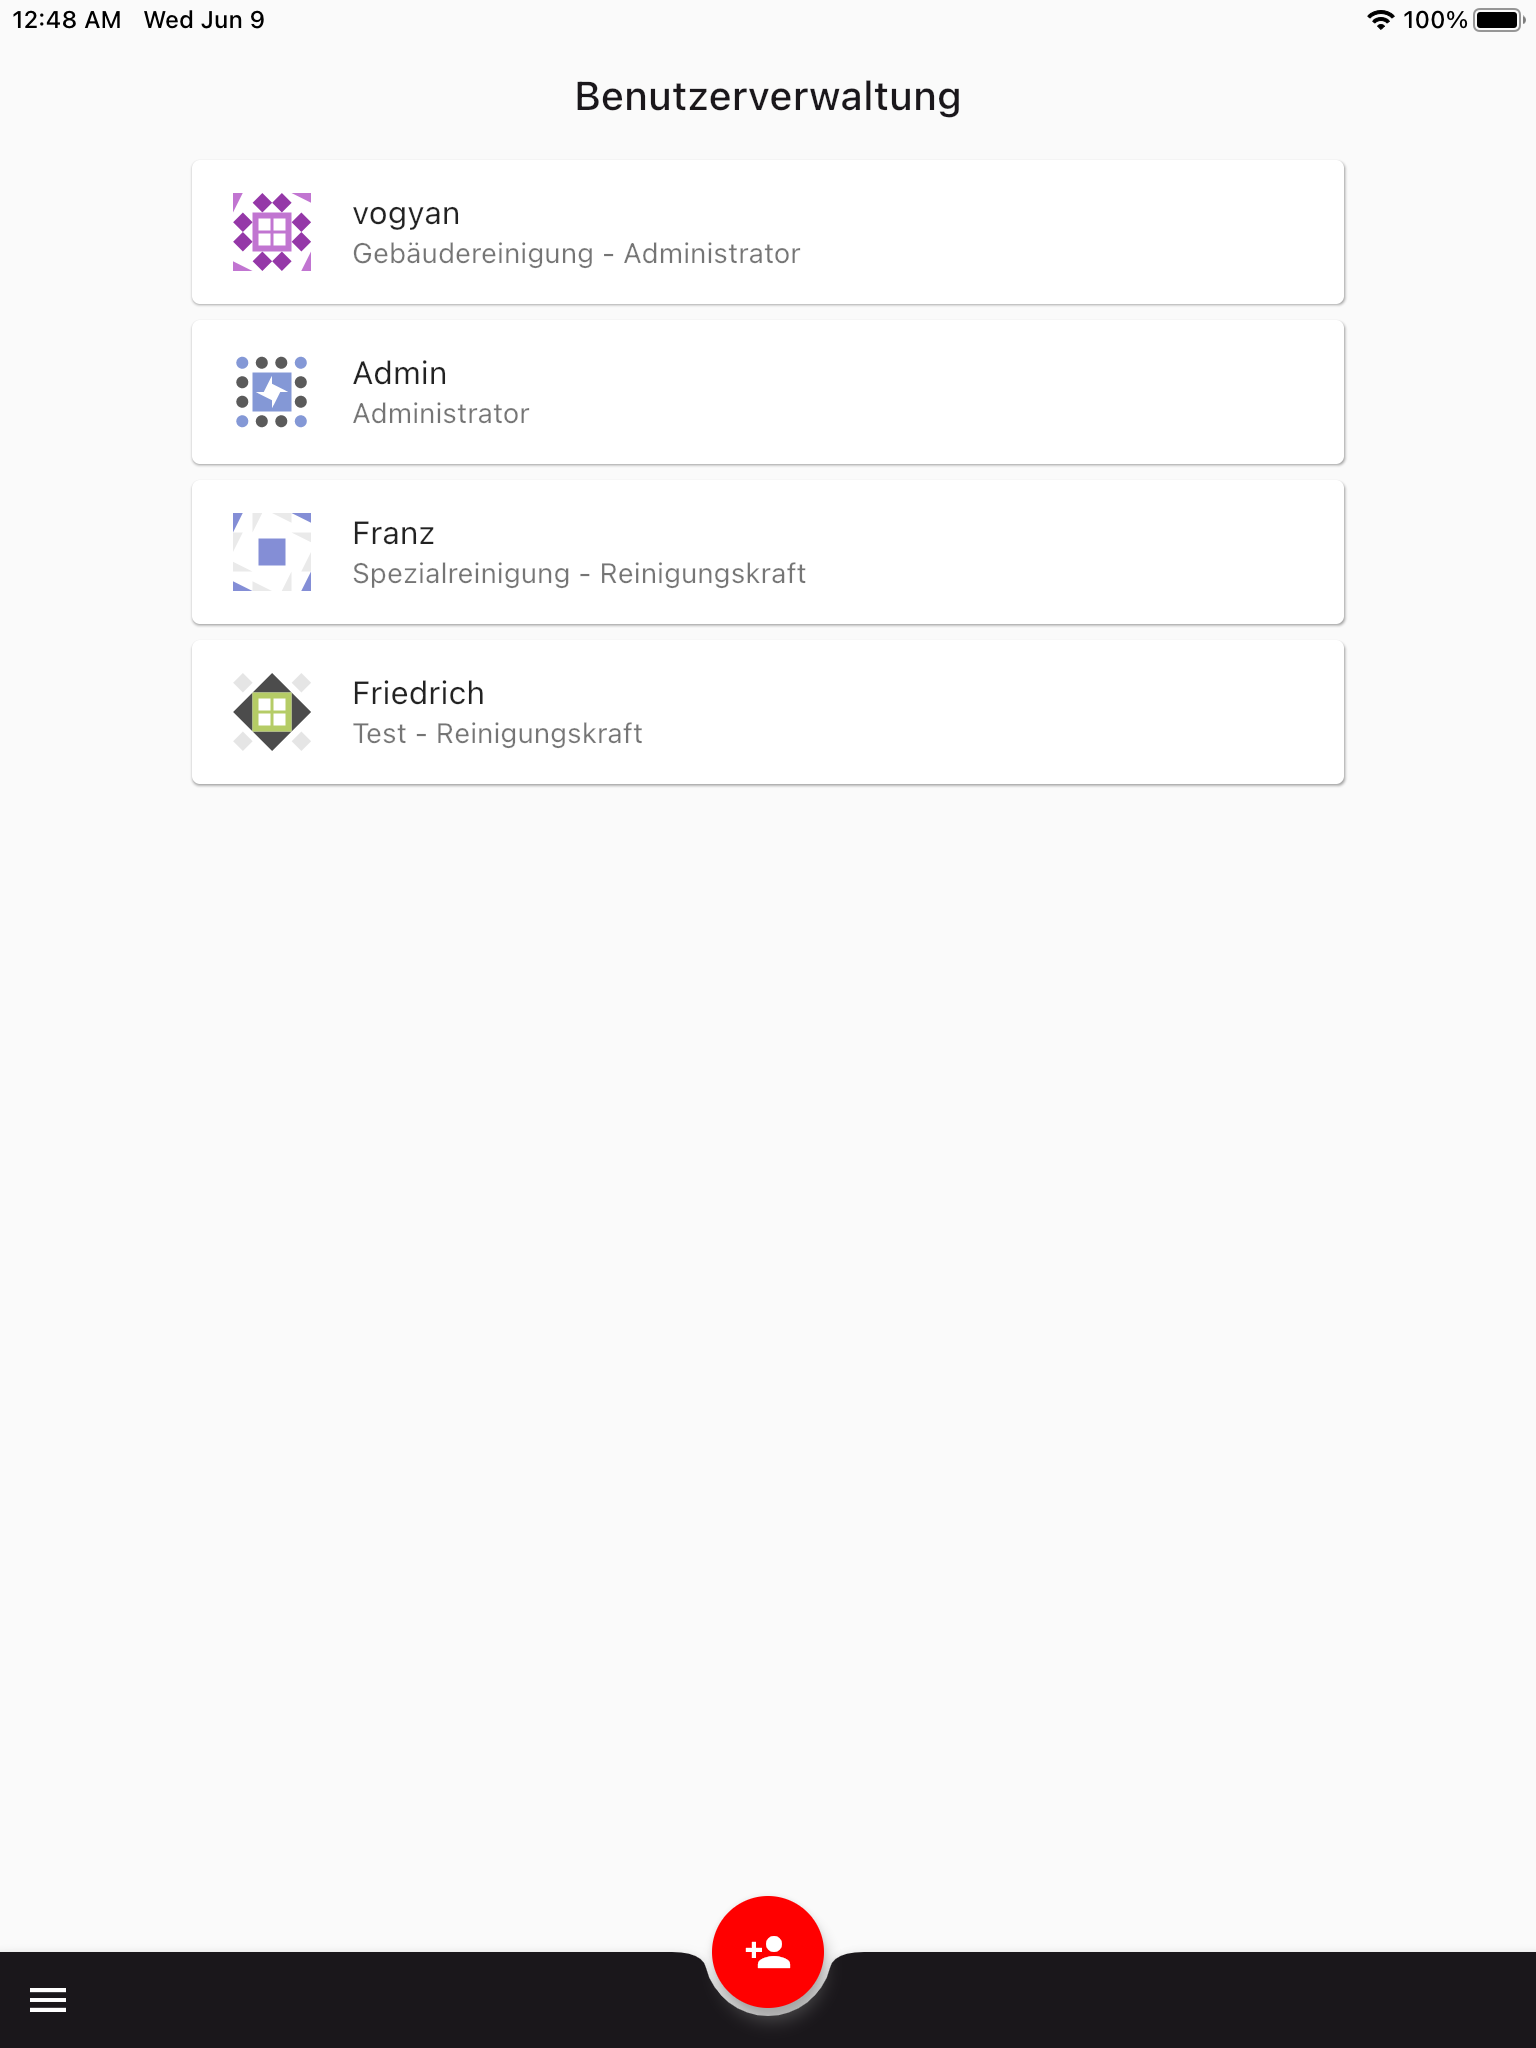 12:48 AM Wed Jun 9 100%
Benutzerverwaltung
vogyan
Gebäudereinigung - Administrator
Admin
Administrator
Franz
Spezialreinigung - Reinigungskraft
Friedrich
Test - Reinigungskraft